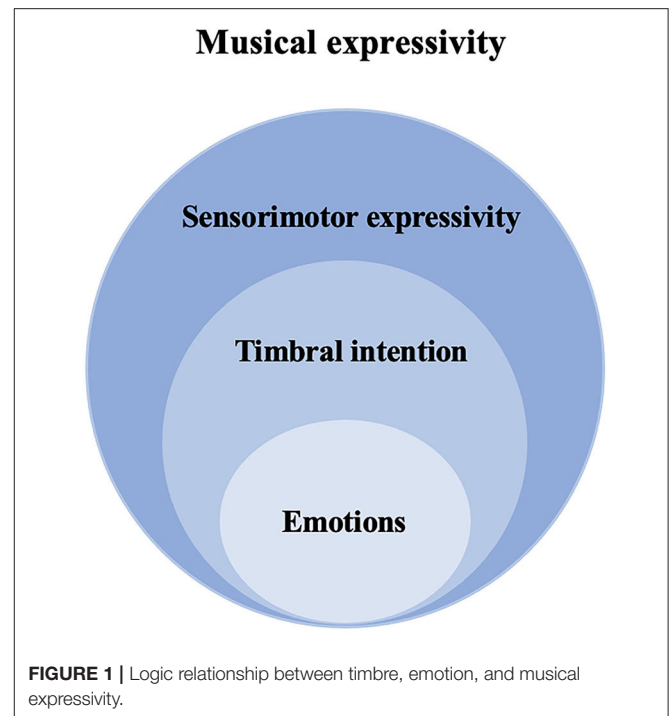 Musical expressivity
Sensorimotor expressivity
Timbral intention
Emotions
FIGURE 1 | Logic relationship between timbre, emotion, and musical
expressivity.